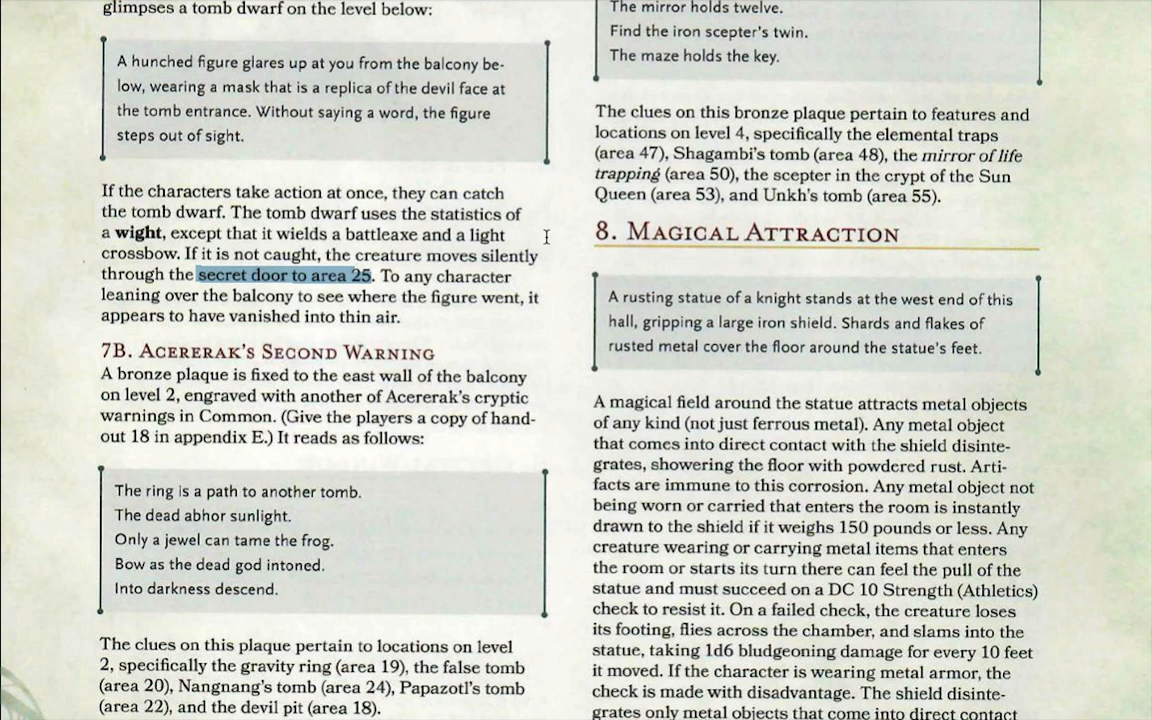 glimpses a tomb dwarf on the level below:
A hunched figure glares up at you from the balcony be-
low, wearing a mask that is a replica of the devil face at
the tomb entrance. Without saying a word, the figure
steps out of sight.
If the characters take action at once, they can catch
the tomb dwarf. The tomb dwarf uses the statistics of
a wight, except that it wields a battleaxe and a light
crossbow. If it is not caught, the creature moves silently
through the secret door to area 25. To any character
leaning over the balcony to see where the figure went, it
appears to have vanished into thin air.
7B. Acererak's Second Warning
A bronze plaque is fixed to the east wall of the balcony
on level 2, engraved with another of Acererak's cryptic
warnings in Common. (Give the players a copy of hand-
out 18 in appendix E.) It reads as follows:
The ring is a path to another tomb.
The dead abhor sunlight.
Only a jewel can tame the frog.
Bow as the dead god intoned.
Into darkness descend.
The clues on this plaque pertain to locations on level
2, specifically the gravity ring (area 19), the false tomb
(area 20), Nangnang's tomb (area 24), Papazotl's tomb
(area 22), and the devil pit (area 18).
The mirror holds twelve.
Find the iron scepter's twin.
The maze holds the key.
The clues on this bronze plaque pertain to features and
locations on level 4, specifically the elemental traps
(area 47), Shagambi's tomb (area 48), the mirror of life
trapping (area 50), the scepter in the crypt of the Sun
Queen (area 53), and Unkh's tomb (area 55).
8. Magical Attraction
A rusting statue of a knight stands at the west end of this
hall, gripping a large iron shield. Shards and flakes of
rusted metal cover the floor around the statue's feet.
A magical field around the statue attracts metal objects
of any kind (not just ferrous metal). Any metal object
that comes into direct contact with the shield disinte-
grates, showering the floor with powdered rust. Arti-
facts are immune to this corrosion. Any metal object not
being worn or carried that enters the room is instantly
drawn to the shield if it weighs 150 pounds or less. Any
creature wearing or carrying metal items that enters
the room or starts its turn there can feel the pull of the
statue and must succeed on a DC 10 Strength (Athletics)
check to resist it. On a failed check, the creature loses
its footing, flies across the chamber, and slams into the
statue, taking 1d6 bludgeoning damage for every 10 feet
it moved. If the character is wearing metal armor, the
check is made with disadvantage. The shield disinte-
grates only metal objects that come into direct contact